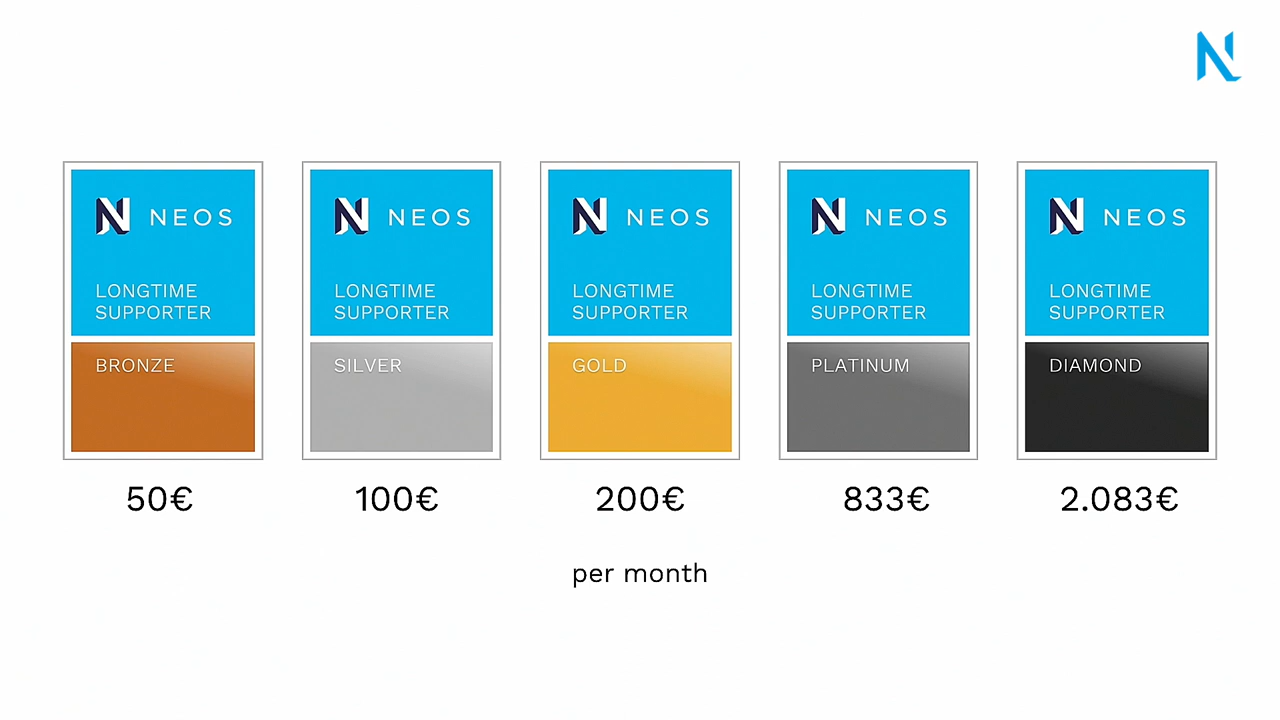 NEOS
LONGTIME
SUPPORTER
BRONZE
50€
NEOS
LONGTIME
SUPPORTER
SILVER
100€
NEOS
LONGTIME
SUPPORTER
GOLD
200€
NEOS
LONGTIME
SUPPORTER
PLATINUM
833€
NEOS
LONGTIME
SUPPORTER
DIAMOND
2.083€
per month